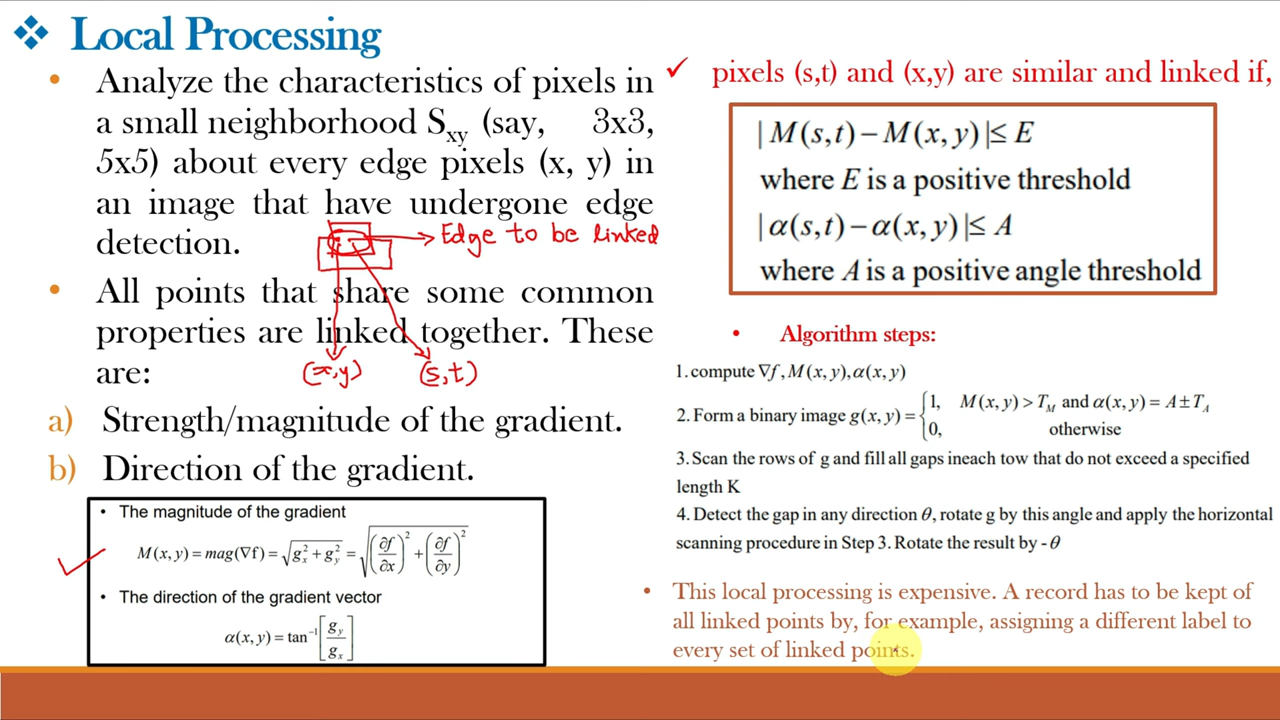 ❖ Local Processing
• Analyze the characteristics of pixels in
a small neighborhood Sxy (say, 3x3,
5x5) about every edge pixels (x, y) in
an image that have undergone edge
detection.
Edge to be linked
• All points that share some common
properties are linked together. These
are:
(x,y) (s,t)
a) Strength/magnitude of the gradient.
b) Direction of the gradient.
• The magnitude of the gradient
M(x, y) = mag(∇f) = √(g_x^2 + g_y^2) = √((∂f/∂x)^2 + (∂f/∂y)^2)
• The direction of the gradient vector
α(x, y) = tan^-1[g_y/g_x]
✓ pixels (s,t) and (x,y) are similar and linked if,
| M(s,t) − M(x, y) |≤ E
where E is a positive threshold
| α(s,t) − α(x, y) |≤ A
where A is a positive angle threshold
• Algorithm steps:
1. compute ∇f, M(x, y), α(x, y)
2. Form a binary image g(x, y) = { 1, M(x, y) > T_M and α(x, y) = A ± T_A
0, otherwise
3. Scan the rows of g and fill all gaps ineach tow that do not exceed a specified
length K
4. Detect the gap in any direction θ, rotate g by this angle and apply the horizontal
scanning procedure in Step 3. Rotate the result by -θ
• This local processing is expensive. A record has to be kept of
all linked points by, for example, assigning a different label to
every set of linked points.